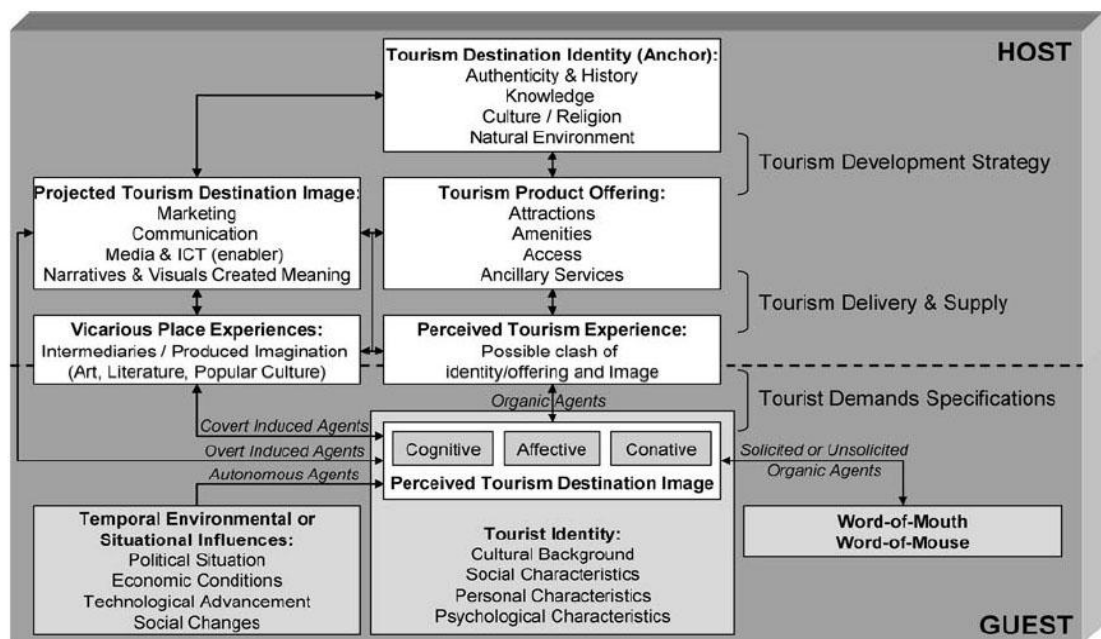 HOST
Tourism Destination Identity (Anchor):
Authenticity & History
Knowledge
Culture / Religion
Natural Environment
Tourism Development Strategy
Projected Tourism Destination Image:
Marketing
Communication
Media & ICT (enabler)
Narratives & Visuals Created Meaning
Tourism Product Offering:
Attractions
Amenities
Access
Ancillary Services
Tourism Delivery & Supply
Vicarious Place Experiences:
Intermediaries / Produced Imagination
(Art, Literature, Popular Culture)
Perceived Tourism Experience:
Possible clash of
identity/offering and Image
Tourist Demands Specifications
Organic Agents
Covert Induced Agents
Overt Induced Agents
Autonomous Agents
Cognitive
Affective
Conative
Perceived Tourism Destination Image
Solicited or Unsolicited
Organic Agents
Temporal Environmental or
Situational Influences:
Political Situation
Economic Conditions
Technological Advancement
Social Changes
Tourist Identity:
Cultural Background
Social Characteristics
Personal Characteristics
Psychological Characteristics
Word-of-Mouth
Word-of-Mouse
GUEST